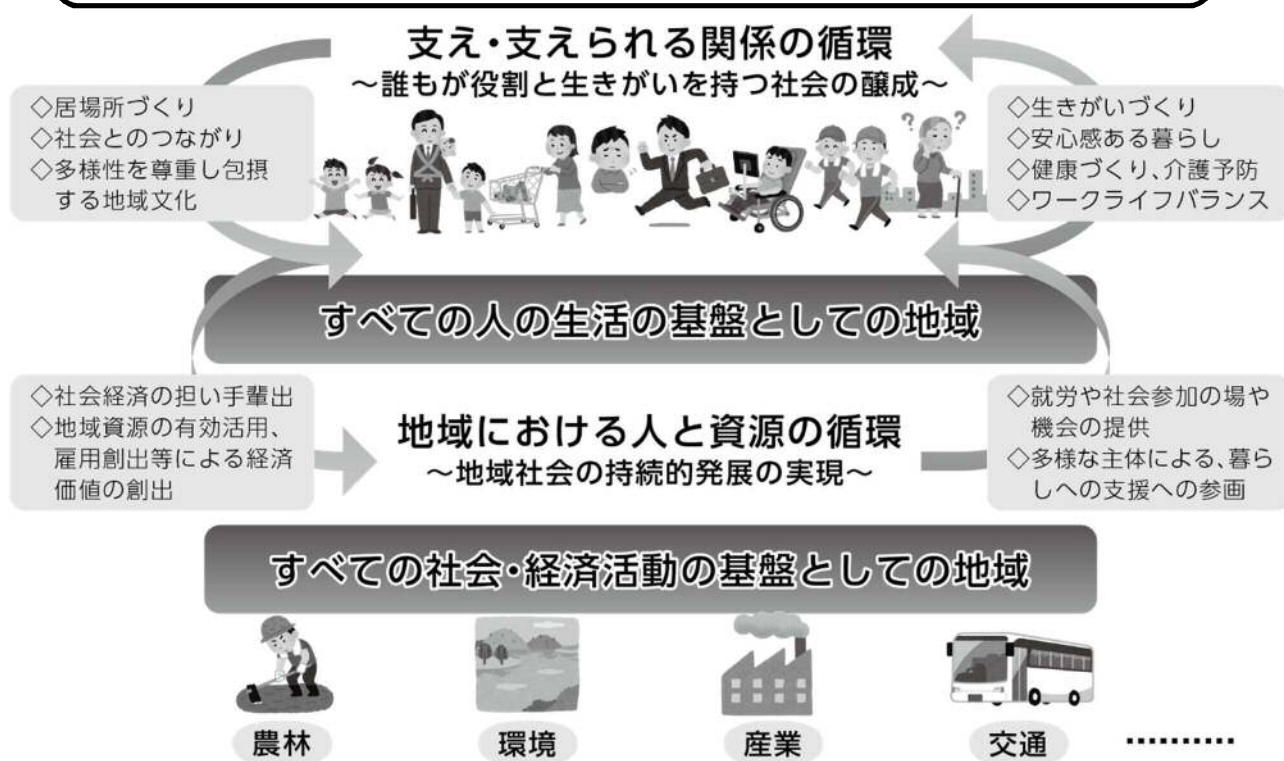 支え・支えられる関係の循環
～誰もが役割と生きがいを持つ社会の醸成～
◇居場所づくり
◇社会とのつながり
◇多様性を尊重し包摂
する地域文化
◇生きがいづくり
◇安心感ある暮らし
◇健康づくり、介護予防
◇ワークライフバランス
? ?
すべての人の生活の基盤としての地域
◇社会経済の担い手輩出
◇地域資源の有効活用、
雇用創出等による経済
価値の創出
地域における人と資源の循環
～地域社会の持続的発展の実現～
◇就労や社会参加の場や
機会の提供
◇多様な主体による、暮ら
しへの支援への参画
すべての社会・経済活動の基盤としての地域
農林
環境
産業
交通
…………